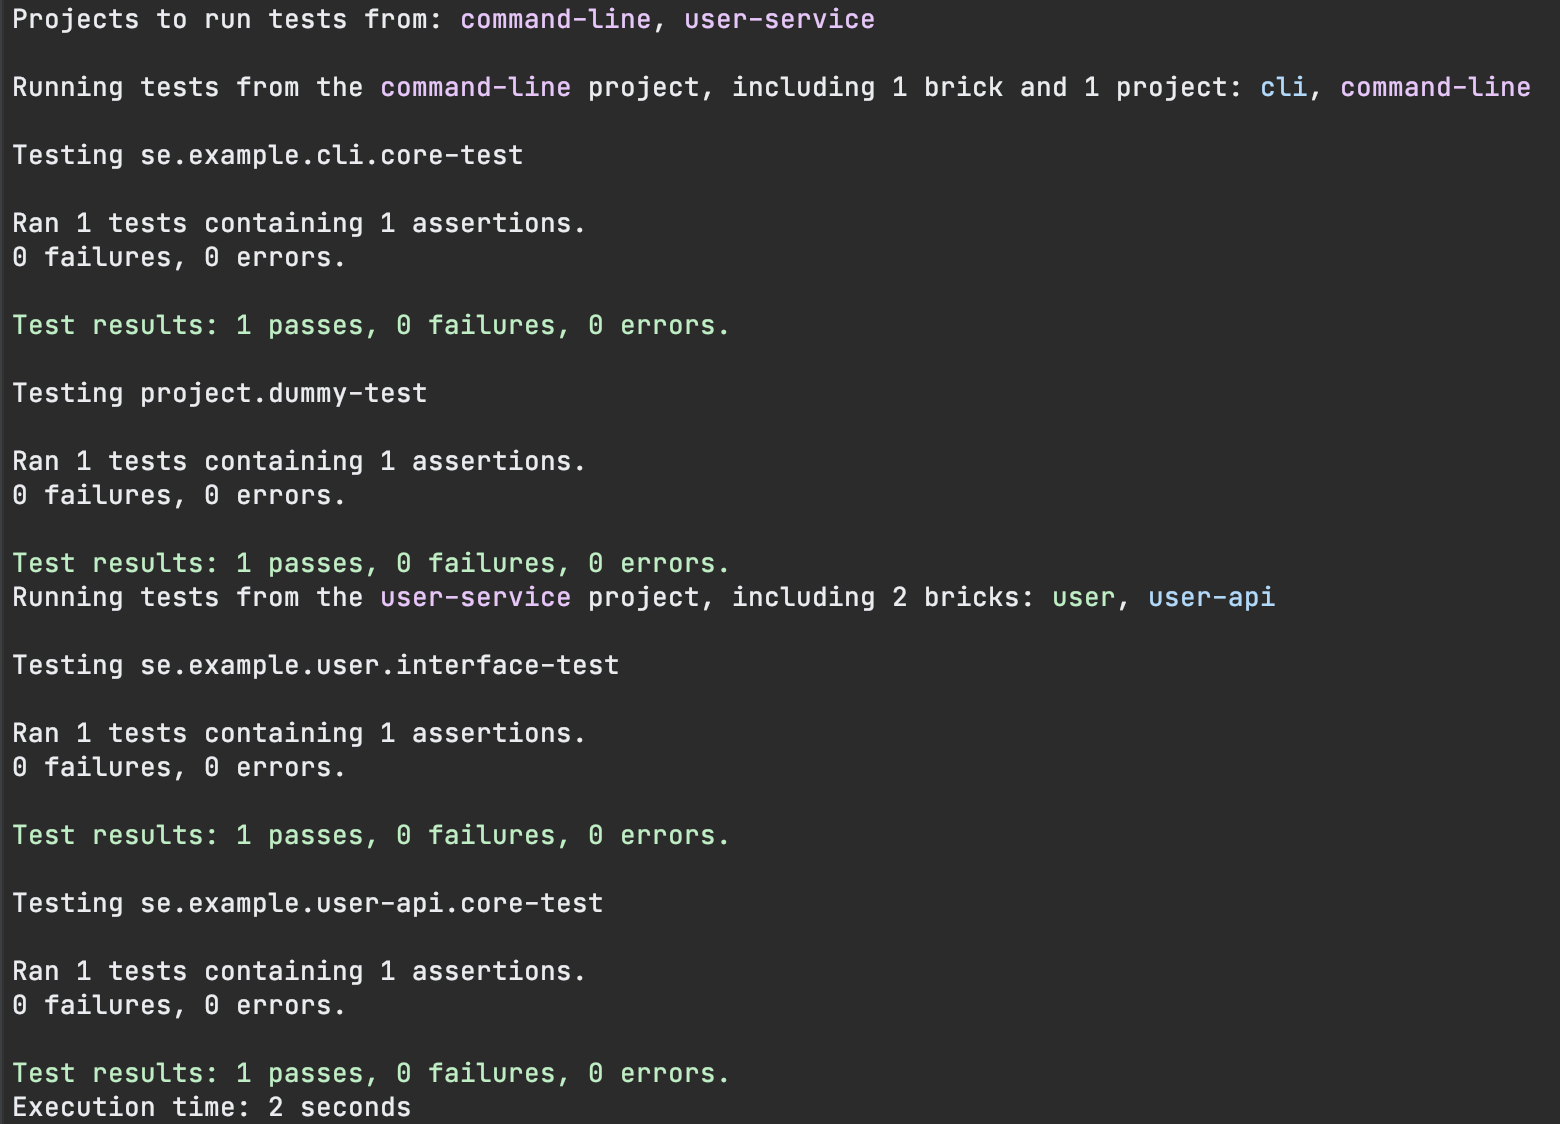 Projects to run tests from: command-line, user-service
Running tests from the command-line project, including 1 brick and 1 project: cli, command-line
Testing se.example.cli.core-test
Ran 1 tests containing 1 assertions.
0 failures, 0 errors.
Test results: 1 passes, 0 failures, 0 errors.
Testing project.dummy-test
Ran 1 tests containing 1 assertions.
0 failures, 0 errors.
Test results: 1 passes, 0 failures, 0 errors.
Running tests from the user-service project, including 2 bricks: user, user-api
Testing se.example.user.interface-test
Ran 1 tests containing 1 assertions.
0 failures, 0 errors.
Test results: 1 passes, 0 failures, 0 errors.
Testing se.example.user-api.core-test
Ran 1 tests containing 1 assertions.
0 failures, 0 errors.
Test results: 1 passes, 0 failures, 0 errors.
Execution time: 2 seconds